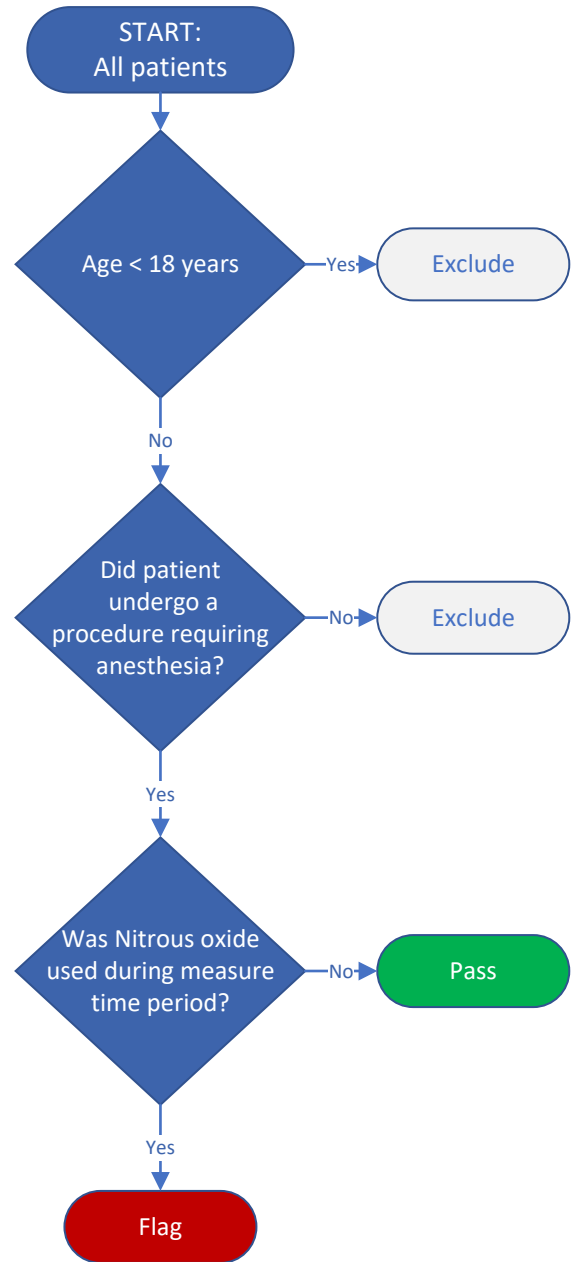 START:
All patients
Age < 18 years
Yes
Exclude
No
Did patient
undergo a
procedure requiring
anesthesia?
No
Exclude
Yes
Was Nitrous oxide
used during measure
time period?
No
Pass
Yes
Flag